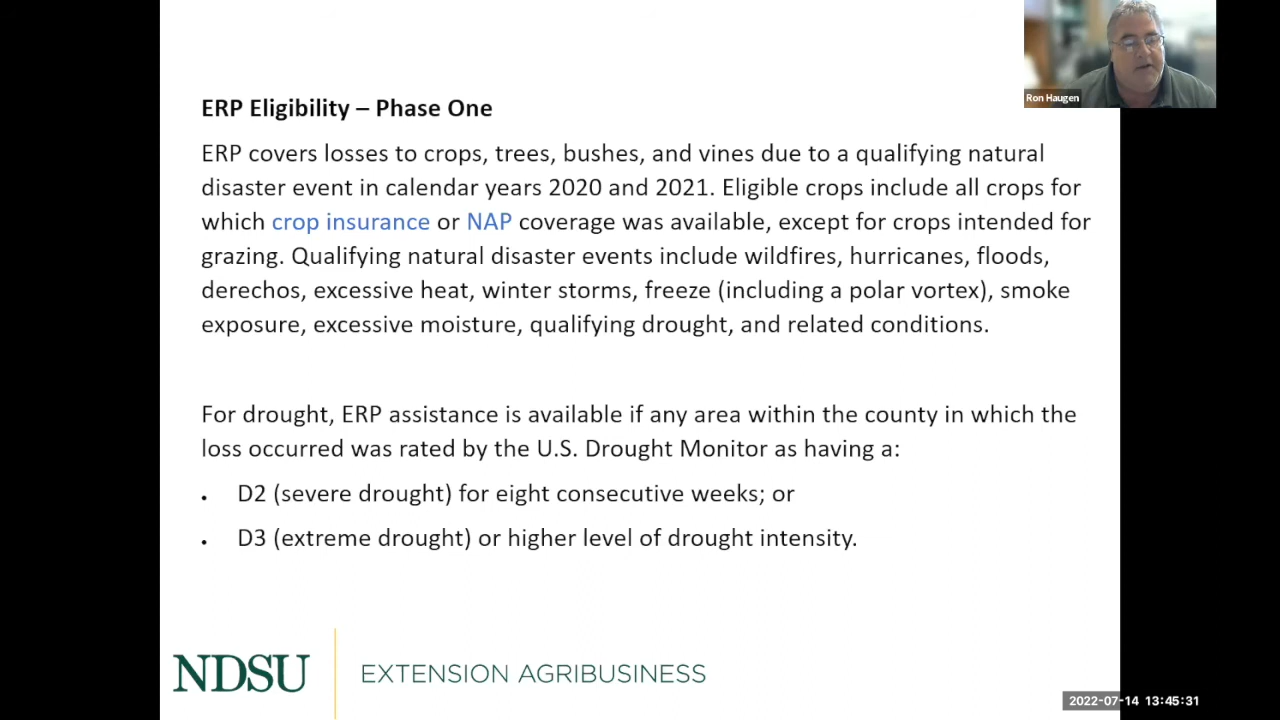 Ron Haugen
ERP Eligibility – Phase One
ERP covers losses to crops, trees, bushes, and vines due to a qualifying natural
disaster event in calendar years 2020 and 2021. Eligible crops include all crops for
which crop insurance or NAP coverage was available, except for crops intended for
grazing. Qualifying natural disaster events include wildfires, hurricanes, floods,
derechos, excessive heat, winter storms, freeze (including a polar vortex), smoke
exposure, excessive moisture, qualifying drought, and related conditions.
For drought, ERP assistance is available if any area within the county in which the
loss occurred was rated by the U.S. Drought Monitor as having a:
• D2 (severe drought) for eight consecutive weeks; or
• D3 (extreme drought) or higher level of drought intensity.
NDSU EXTENSION AGRIBUSINESS
2022-07-14 13:45:31